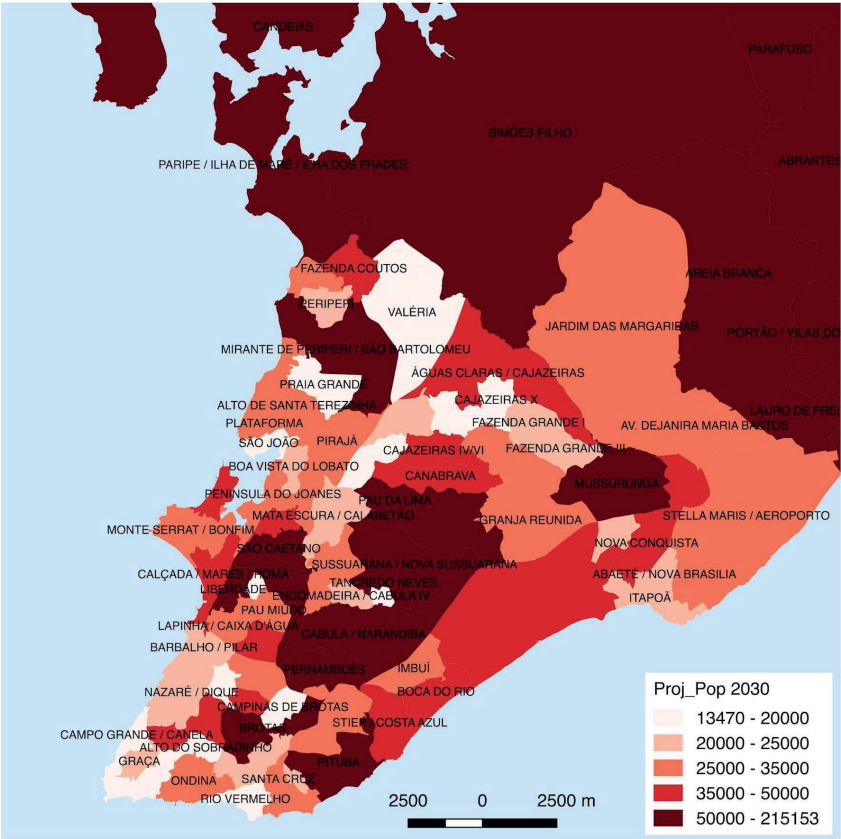 CANDEIAS
PARAFUSO
SIMÕES FILHO
ABRANTES
PARIPE / ILHA DE MARÉ / ILHA DOS FRADES
FAZENDA COUTOS
AREIA BRANCA
PERIPERI
VALÉRIA
JARDIM DAS MARGARIDAS
PORTÃO / VILAS DO
MIRANTE DE PERIPERI / SÃO BARTOLOMEU
ÁGUAS CLARAS / CAJAZEIRAS
PRAIA GRANDE
CAJAZEIRAS X
ALTO DE SANTA TEREZINHA
LAURO DE FREI
PLATAFORMA
FAZENDA GRANDE I
AV. DEJANIRA MARIA BASTOS
SÃO JOÃO
PIRAJÁ
CAJAZEIRAS IV/VI
FAZENDA GRANDE III
BOA VISTA DO LOBATO
CANABRAVA
MUSSURUNGA
PENINSULA DO JOANES
PAU DA LIMA
MATA ESCURA / CALABETÃO
GRANJA REUNIDA
STELLA MARIS / AEROPORTO
MONTE SERRAT / BONFIM
NOVA CONQUISTA
SÃO CAETANO
SUSSUARANA / NOVA SUSSUARANA
CALÇADA / MARES / ROMA
ABAETÉ / NOVA BRASILIA
TANCREDO NEVES
LIBERDADE
ENGOMADEIRA / CABULA IV
ITAPOÃ
PAU MIÚDO
LAPINHA / CAIXA D'ÁGUA
CABULA / NARANDIBA
BARBALHO / PILAR
PERNAMBUÉS
IMBUÍ
NAZARÉ / DIQUE
BOCA DO RIO
CAMPINAS DE BROTAS
STIEP / COSTA AZUL
BROTAS
CAMPO GRANDE / CANELA
ALTO DO SOBRADINHO
GRAÇA
PITUBA
ONDINA
SANTA CRUZ
RIO VERMELHO
Proj_Pop 2030
13470 - 20000
20000 - 25000
25000 - 35000
35000 - 50000
50000 - 215153
2500 0 2500 m